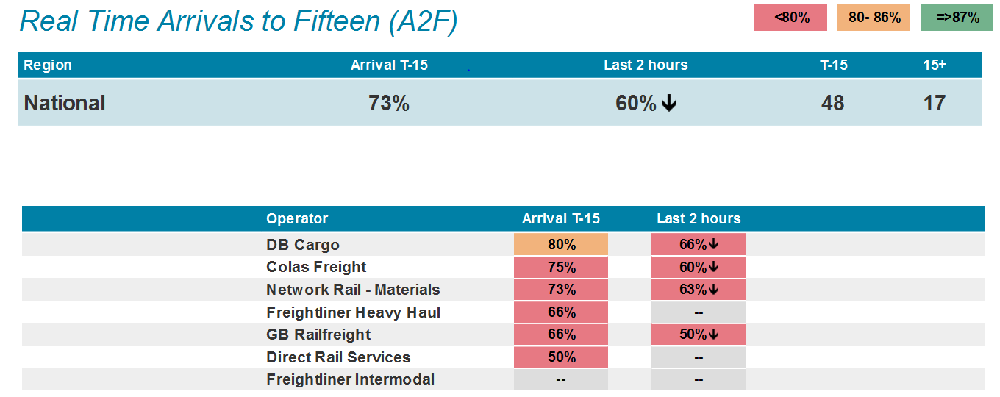 Real Time Arrivals to Fifteen (A2F) <80% 80- 86% =>87%
Region Arrival T-15 Last 2 hours T-15 15+
National 73% 60%↓ 48 17
Operator Arrival T-15 Last 2 hours
DB Cargo 80% 66%↓
Colas Freight 75% 60%↓
Network Rail - Materials 73% 63%↓
Freightliner Heavy Haul 66% --
GB Railfreight 66% 50%↓
Direct Rail Services 50% --
Freightliner Intermodal -- --